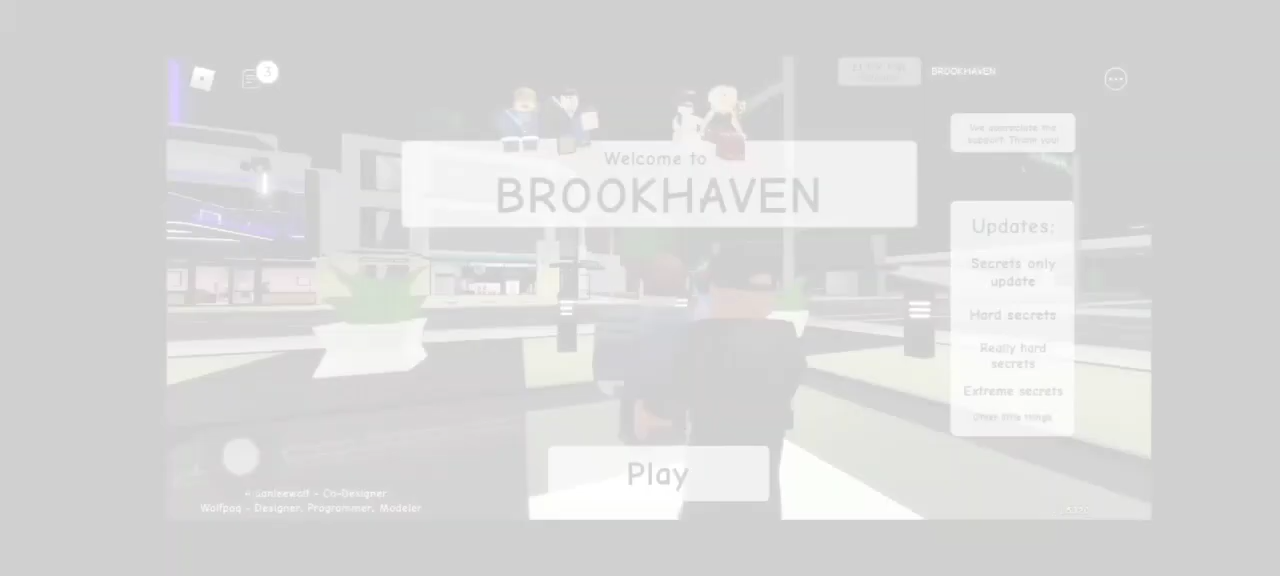 3
BROOKHAVEN
We appreciate the
support. Thank you!
Welcome to
BROOKHAVEN
Updates:
Secrets only
update
Hard secrets
Really hard
secrets
Extreme secrets
Play
Wolfpaq - Designer, Programmer, Modeler